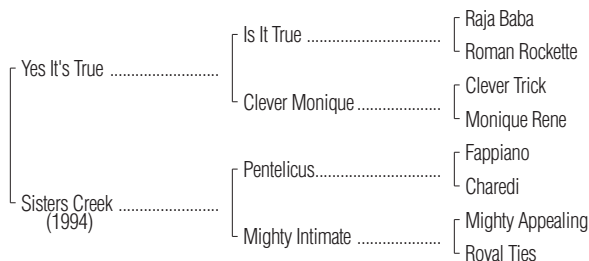 Raja Baba
Is It True ................................
Roman Rockette
Yes It's True .........................
Clever Trick
Clever Monique ....................
Monique Rene
Fappiano
Pentelicus..............................
Charedi
Sisters Creek .......................
(1994)
Mighty Appealing
Mighty Intimate ....................
Royal Ties